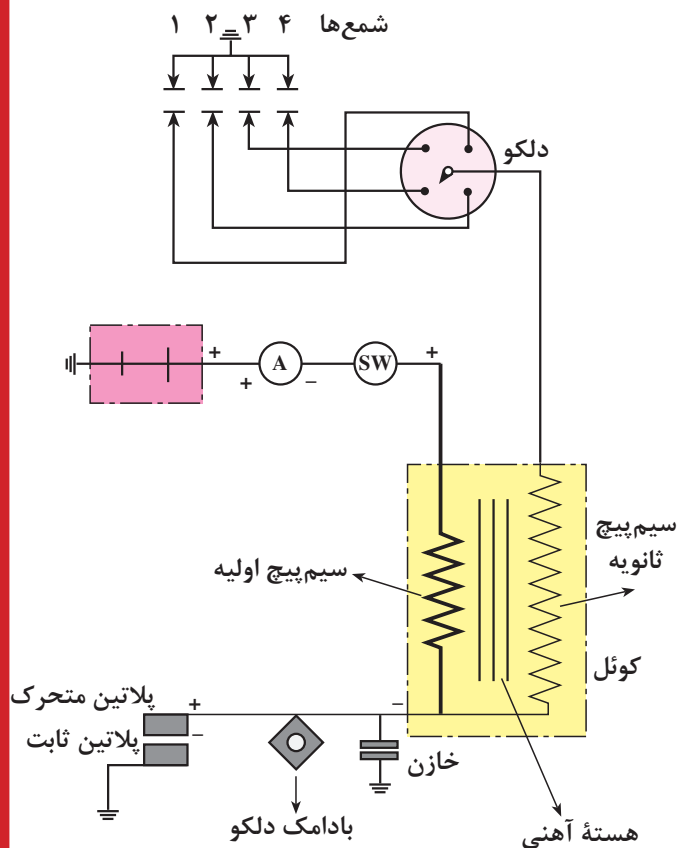 ۱ ۲ ۳ ۴ شمع‌ها
دلکو
+
+
A
–
SW
+
سیم‌پیچ
ثانویه
سیم‌پیچ اولیه
کوئل
پلاتین متحرک
+
–
–
پلاتین ثابت
خازن
بادامک دلکو
هستهٔ آهنی